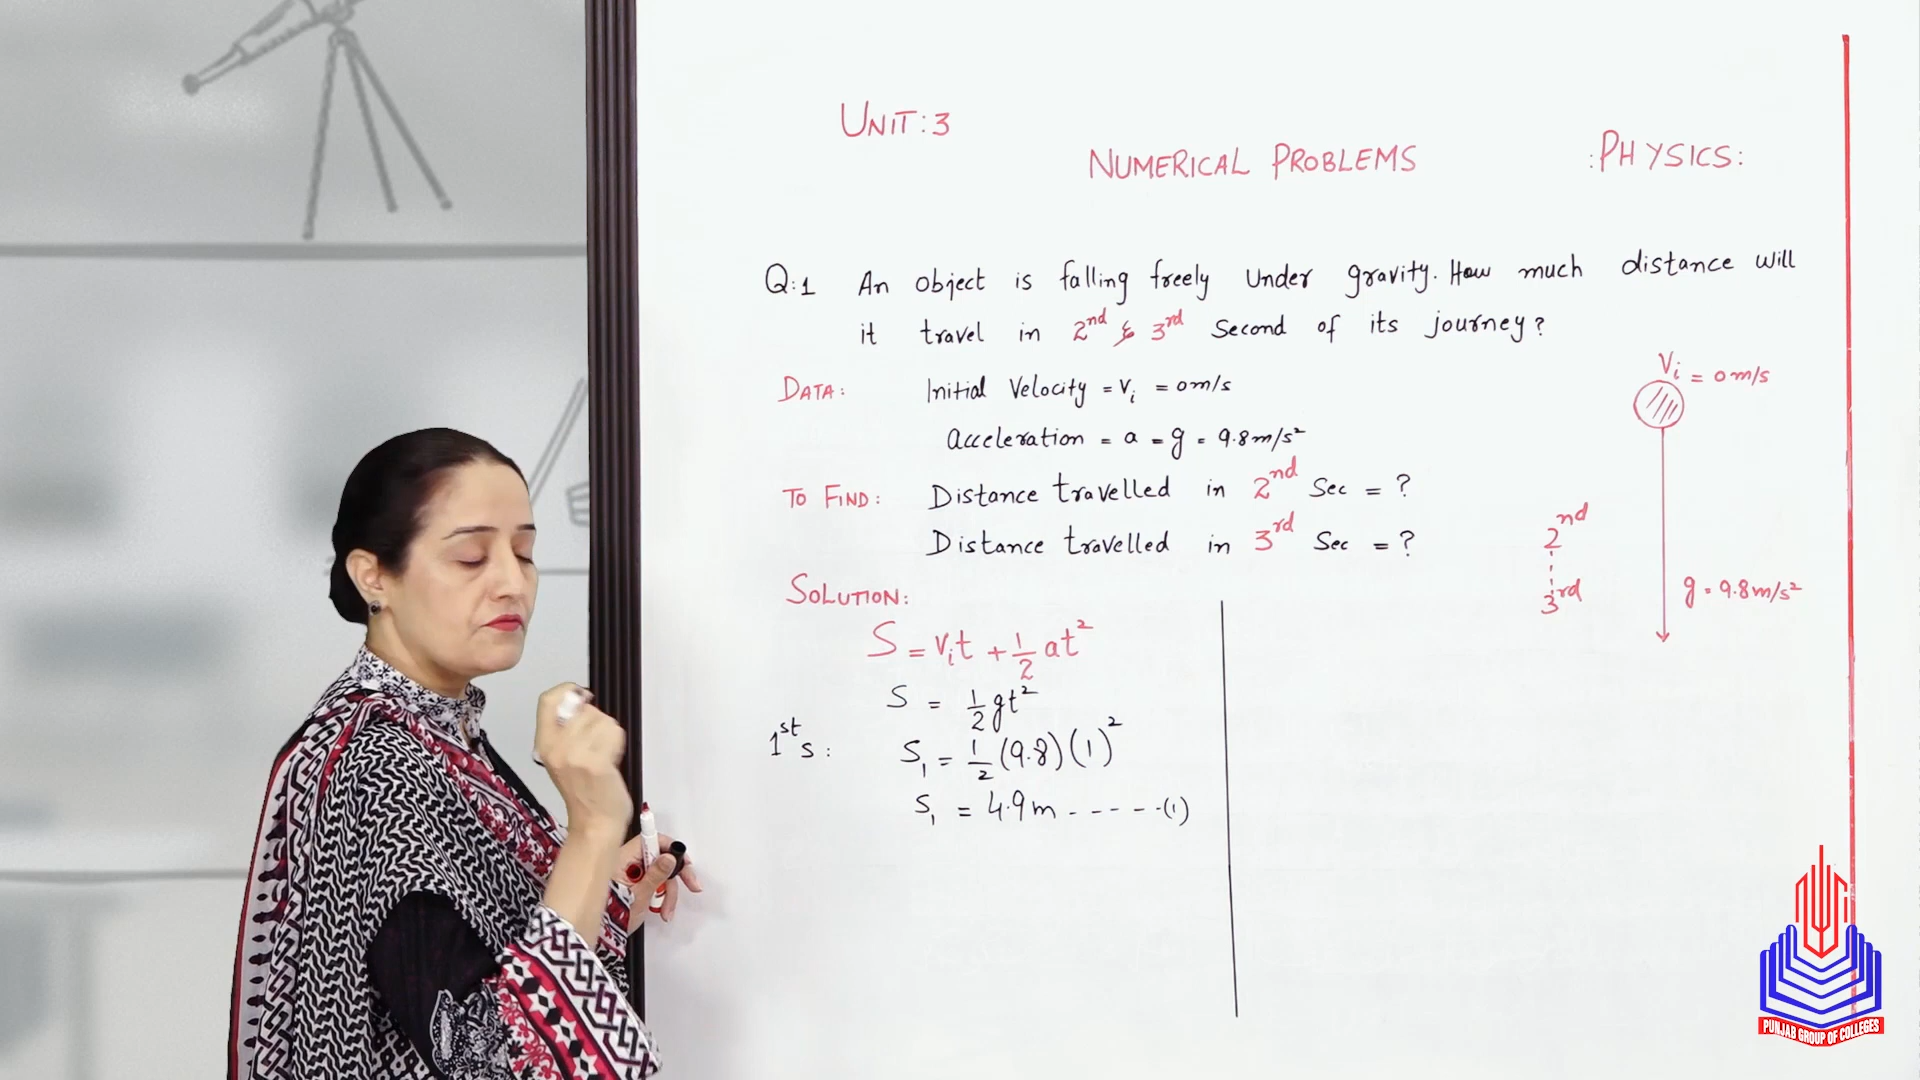 UNIT:3
NUMERICAL PROBLEMS
:PHYSICS:
Q:1 An object is falling freely Under gravity. How much distance will
it travel in 2nd & 3rd Second of its journey?
DATA: Initial Velocity = Vi = 0m/s
Acceleration = a = g = 9.8m/s²
TO FIND: Distance travelled in 2nd Sec = ?
Distance travelled in 3rd Sec = ?
SOLUTION:
S = Vit + 1/2 at²
S = 1/2 gt²
1st s: S₁ = 1/2 (9.8)(1)²
S₁ = 4.9m - - - - - -(1)
Vi = 0m/s
2nd
3rd
g = 9.8m/s²
PUNJAB GROUP OF COLLEGES